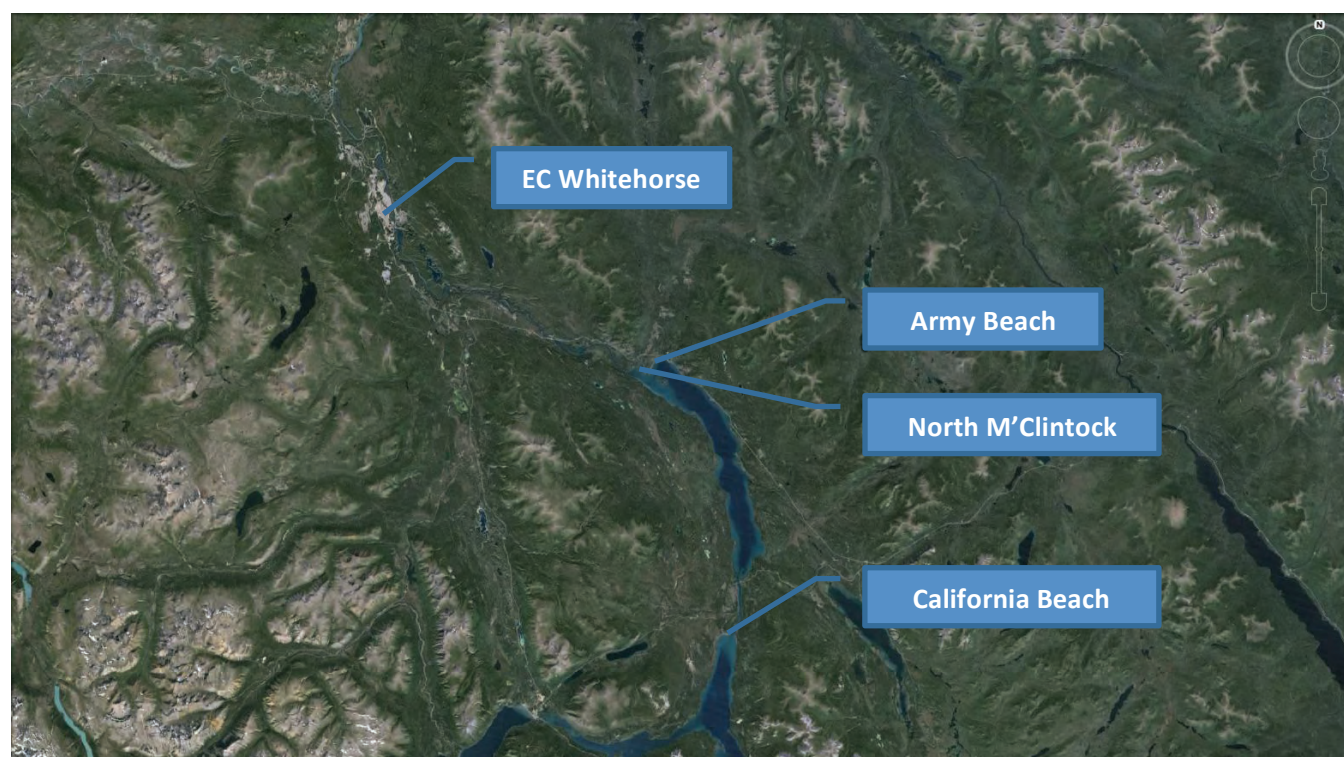 N
EC Whitehorse
Army Beach
North M’Clintock
California Beach